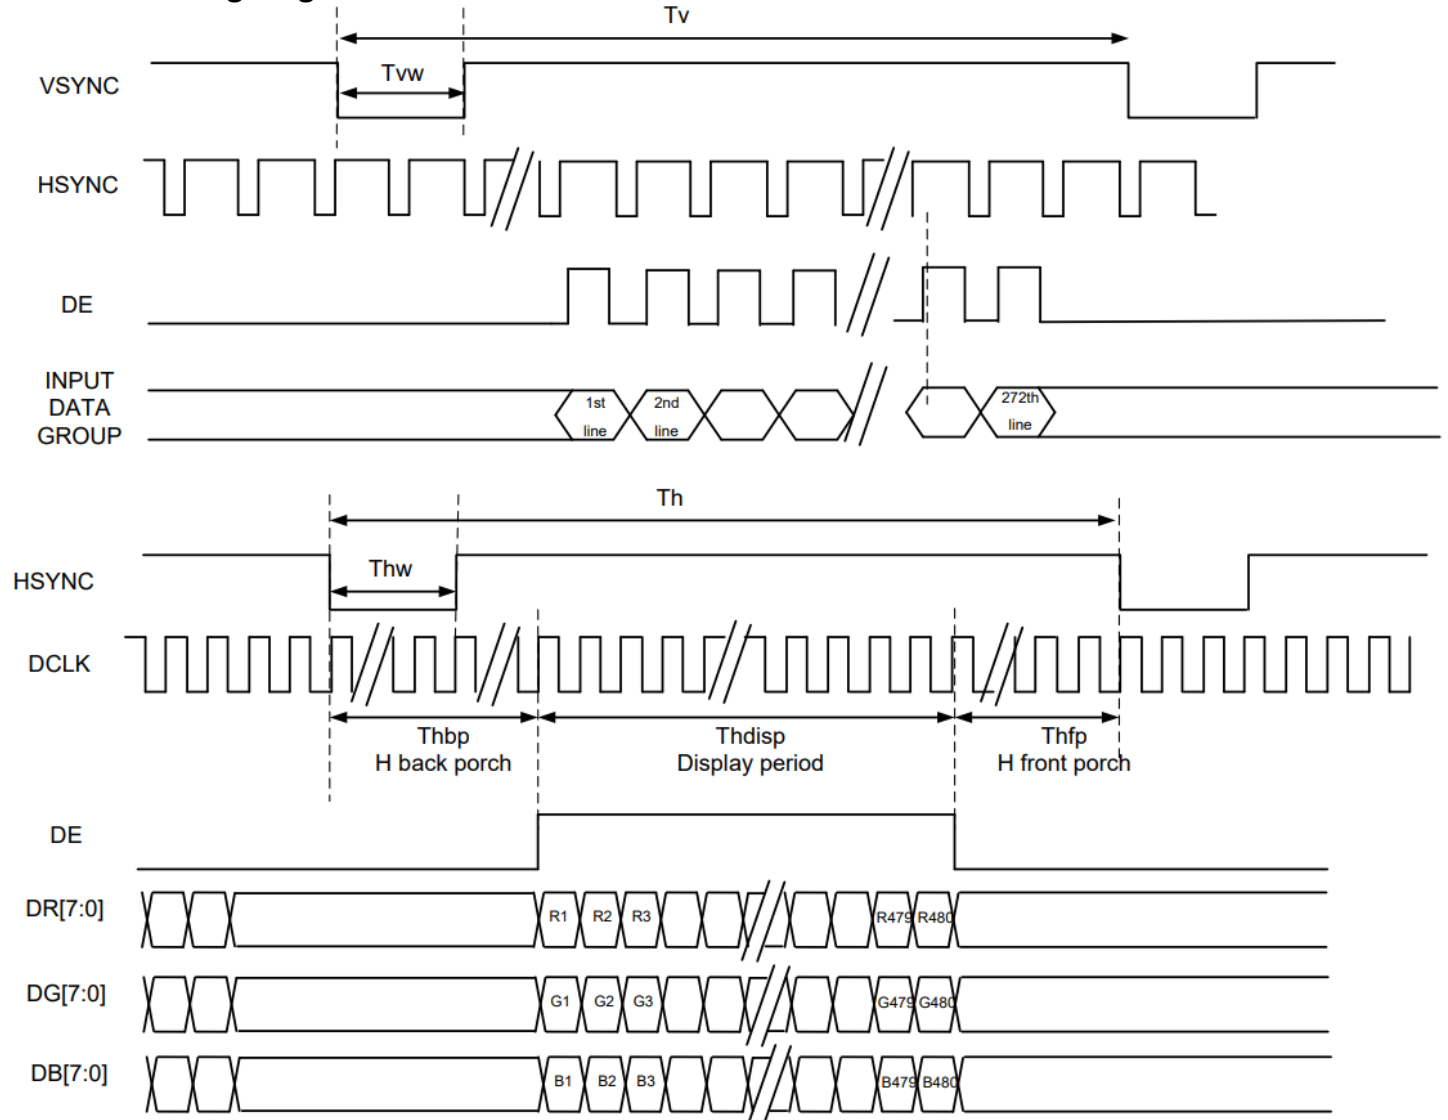 Tv
Tvw
VSYNC
HSYNC
DE
INPUT
DATA
GROUP
1st
line
2nd
line
272th
line
Th
Thw
HSYNC
DCLK
Thbp
H back porch
Thdisp
Display period
Thfp
H front porch
DE
DR[7:0]
R1 R2 R3 R479 R480
DG[7:0]
G1 G2 G3 G479 G480
DB[7:0]
B1 B2 B3 B479 B480